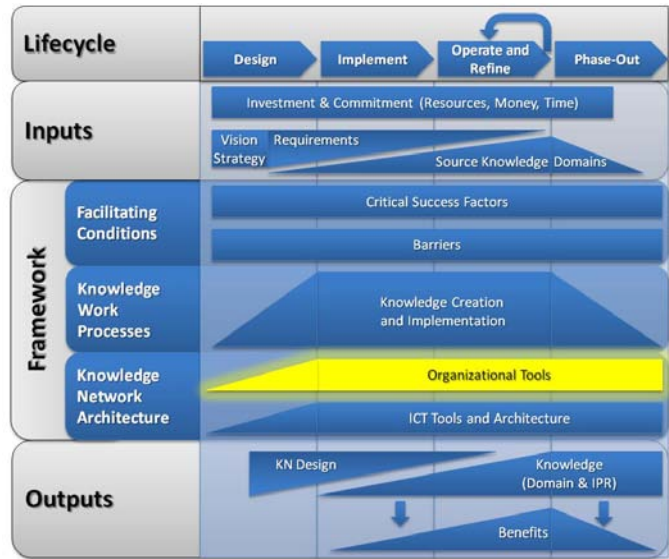 Lifecycle
Design
Implement
Operate and
Refine
Phase-Out
Inputs
Investment & Commitment (Resources, Money, Time)
Vision
Strategy
Requirements
Source Knowledge Domains
Framework
Facilitating
Conditions
Critical Success Factors
Barriers
Knowledge
Work
Processes
Knowledge Creation
and Implementation
Knowledge
Network
Architecture
Organizational Tools
ICT Tools and Architecture
Outputs
KN Design
Knowledge
(Domain & IPR)
Benefits